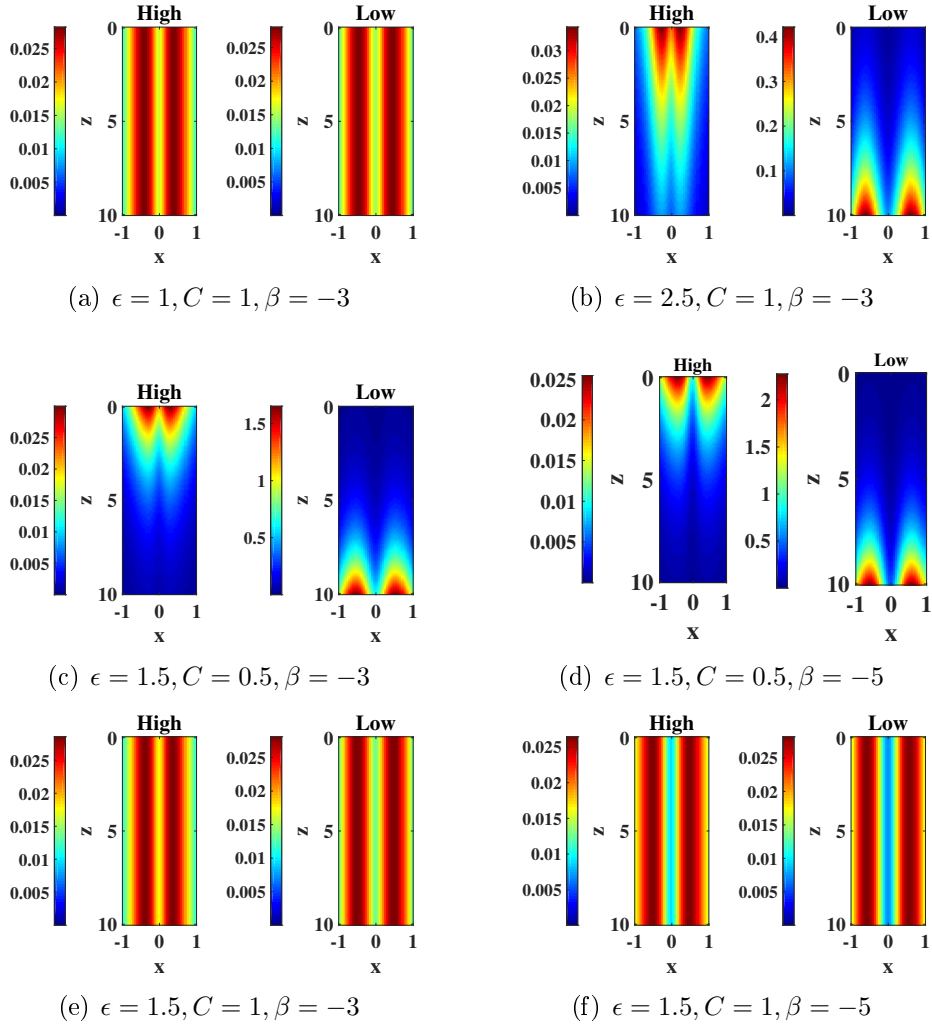 High
Low
0.025
0.02
0.015
0.01
0.005
z
0
5
10
-1 0 1
x
0.025
0.02
0.015
0.01
0.005
z
0
5
10
-1 0 1
x
(a) ϵ = 1, C = 1, β = −3
High
Low
0.03
0.025
0.02
0.015
0.01
0.005
z
0
5
10
-1 0 1
x
0.4
0.3
0.2
0.1
z
0
5
10
-1 0 1
x
(b) ϵ = 2.5, C = 1, β = −3
High
Low
0.025
0.02
0.015
0.01
0.005
z
0
5
10
-1 0 1
x
1.5
1
0.5
z
0
5
10
-1 0 1
x
(c) ϵ = 1.5, C = 0.5, β = −3
High
Low
0.025
0.02
0.015
0.01
0.005
z
0
5
10
-1 0 1
x
2
1.5
1
0.5
z
0
5
10
-1 0 1
x
(d) ϵ = 1.5, C = 0.5, β = −5
High
Low
0.025
0.02
0.015
0.01
0.005
z
0
5
10
-1 0 1
x
0.025
0.02
0.015
0.01
0.005
z
0
5
10
-1 0 1
x
(e) ϵ = 1.5, C = 1, β = −3
High
Low
0.025
0.02
0.015
0.01
0.005
z
0
5
10
-1 0 1
x
0.025
0.02
0.015
0.01
0.005
z
0
5
10
-1 0 1
x
(f) ϵ = 1.5, C = 1, β = −5